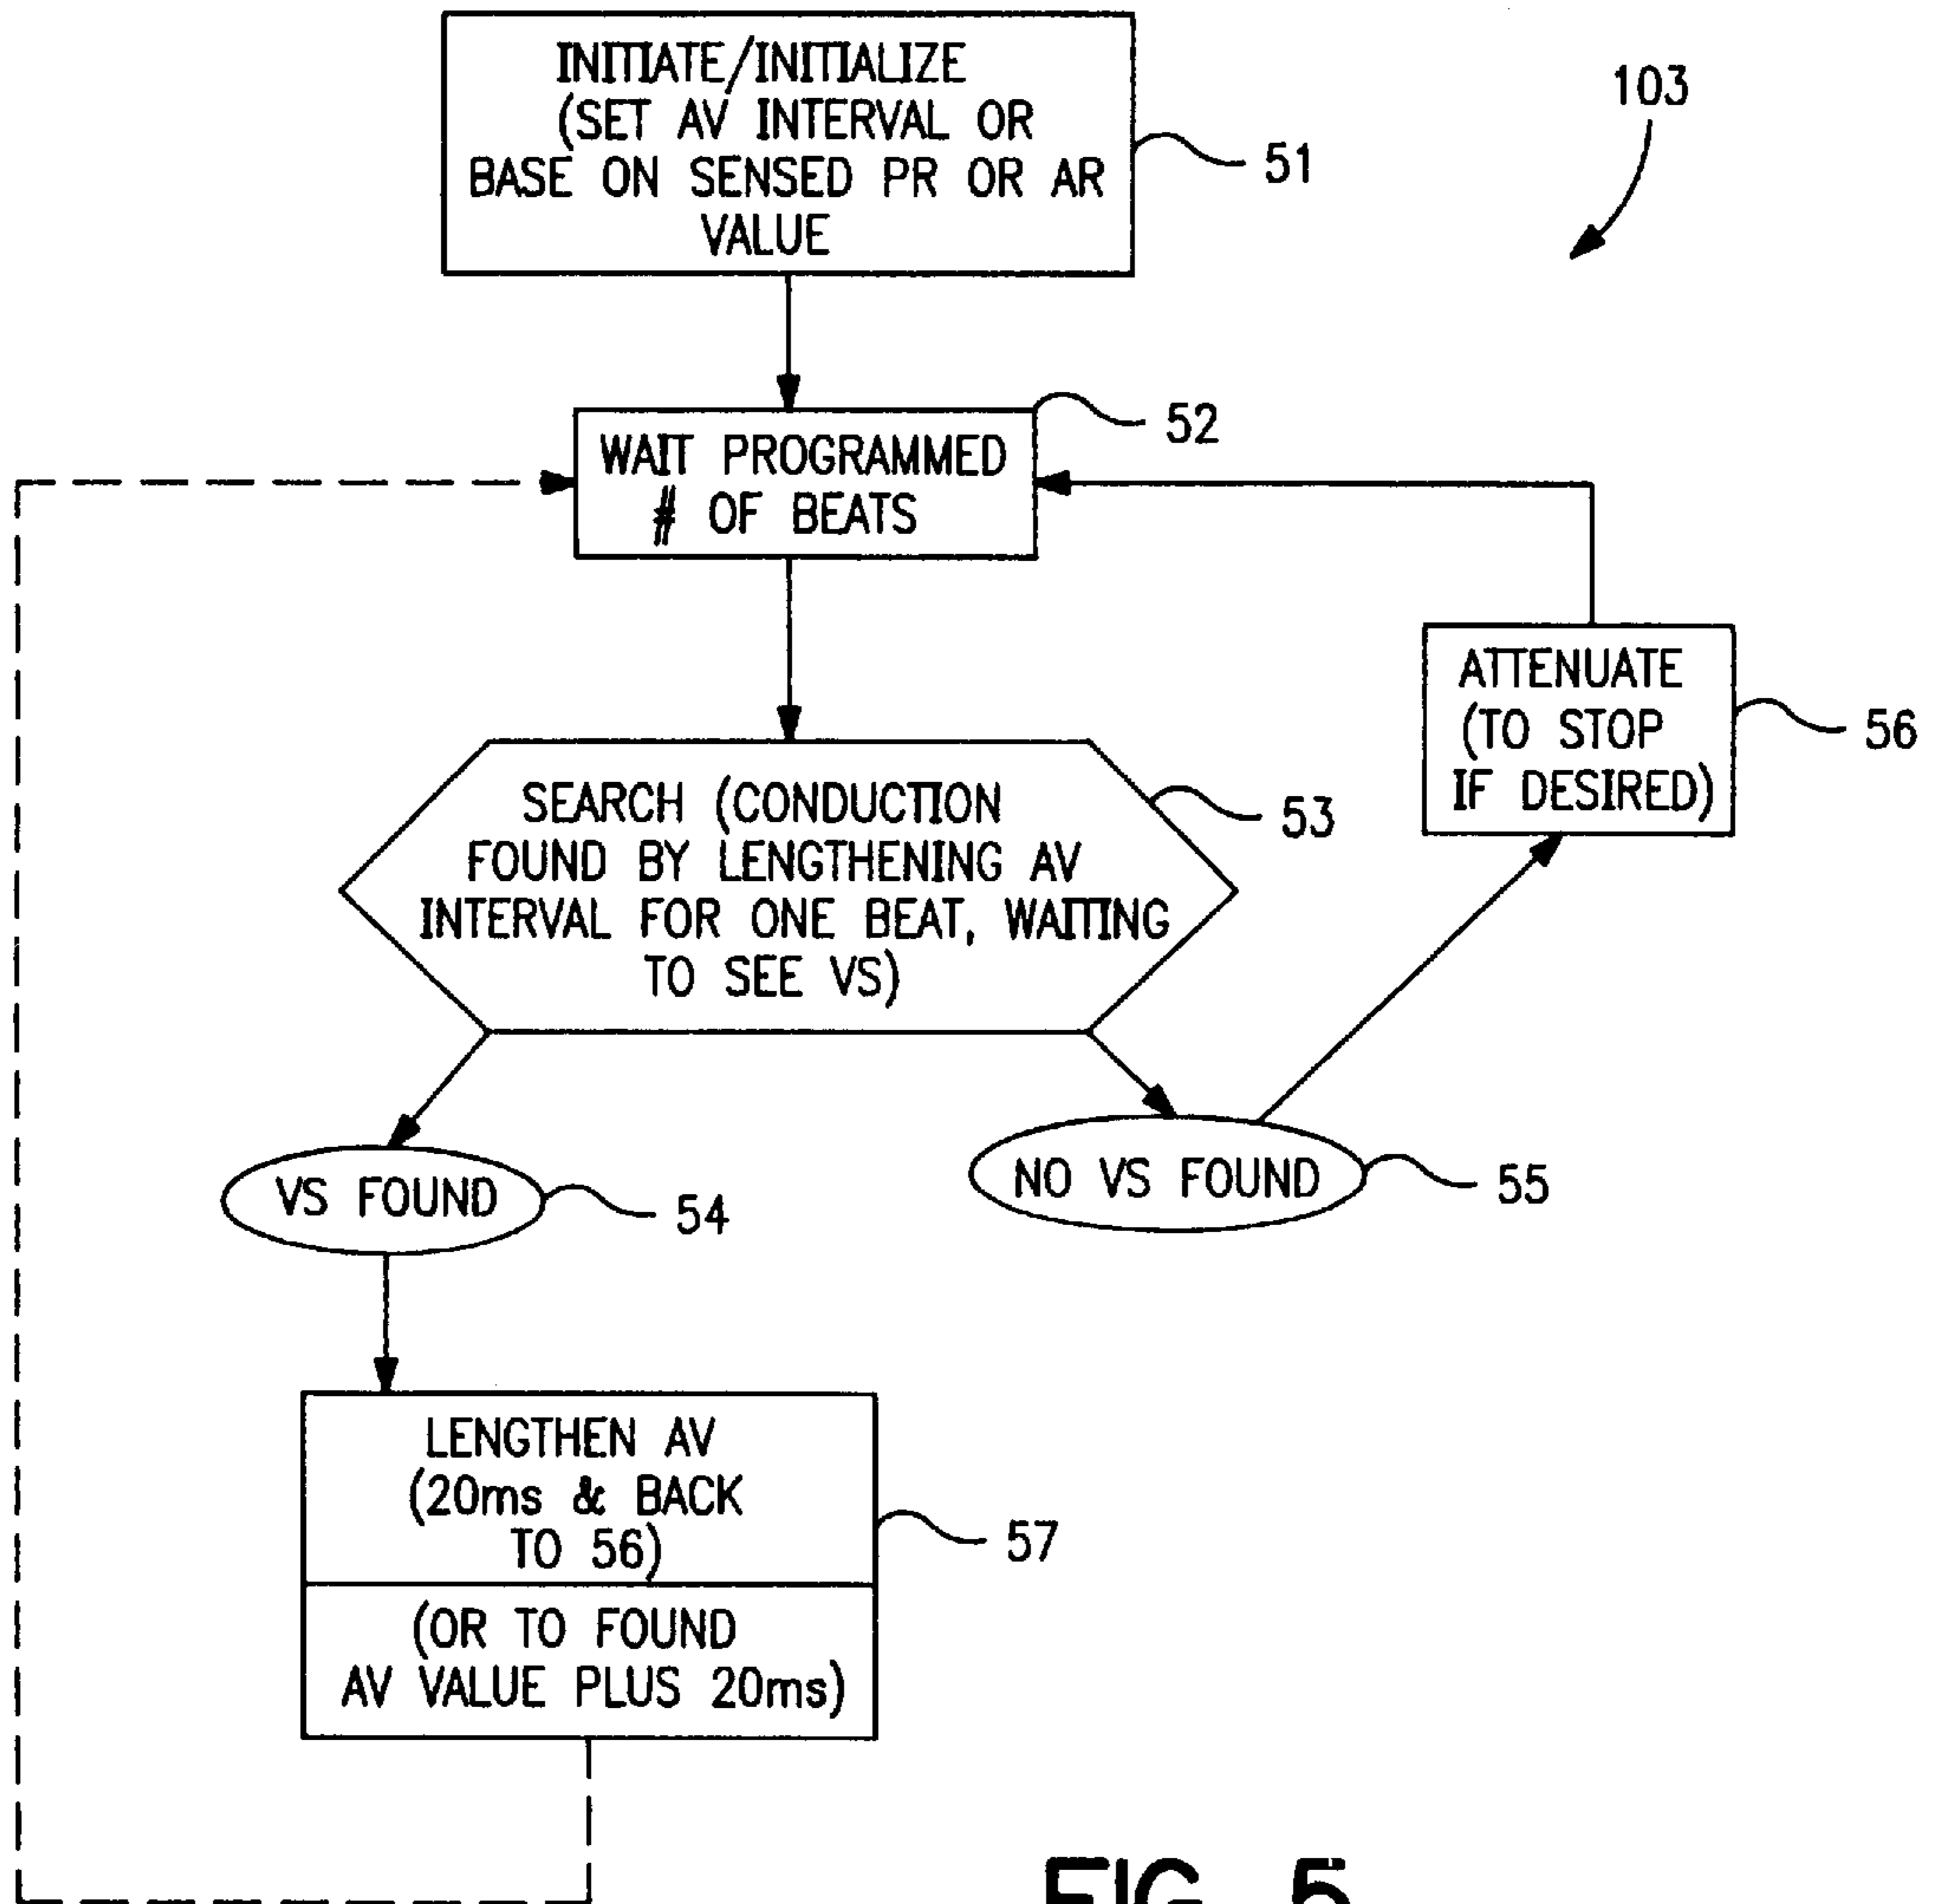 INITIATE/INITIALIZE
(SET AV INTERVAL OR
BASE ON SENSED PR OR AR
VALUE
51
103
WAIT PROGRAMMED
# OF BEATS
52
ATTENUATE
(TO STOP
IF DESIRED)
56
SEARCH (CONDUCTION
FOUND BY LENGTHENING AV
INTERVAL FOR ONE BEAT, WAITING
TO SEE VS)
53
VS FOUND
54
NO VS FOUND
55
LENGTHEN AV
(20ms & BACK
TO 56)
(OR TO FOUND
AV VALUE PLUS 20ms)
57
FIG. 5